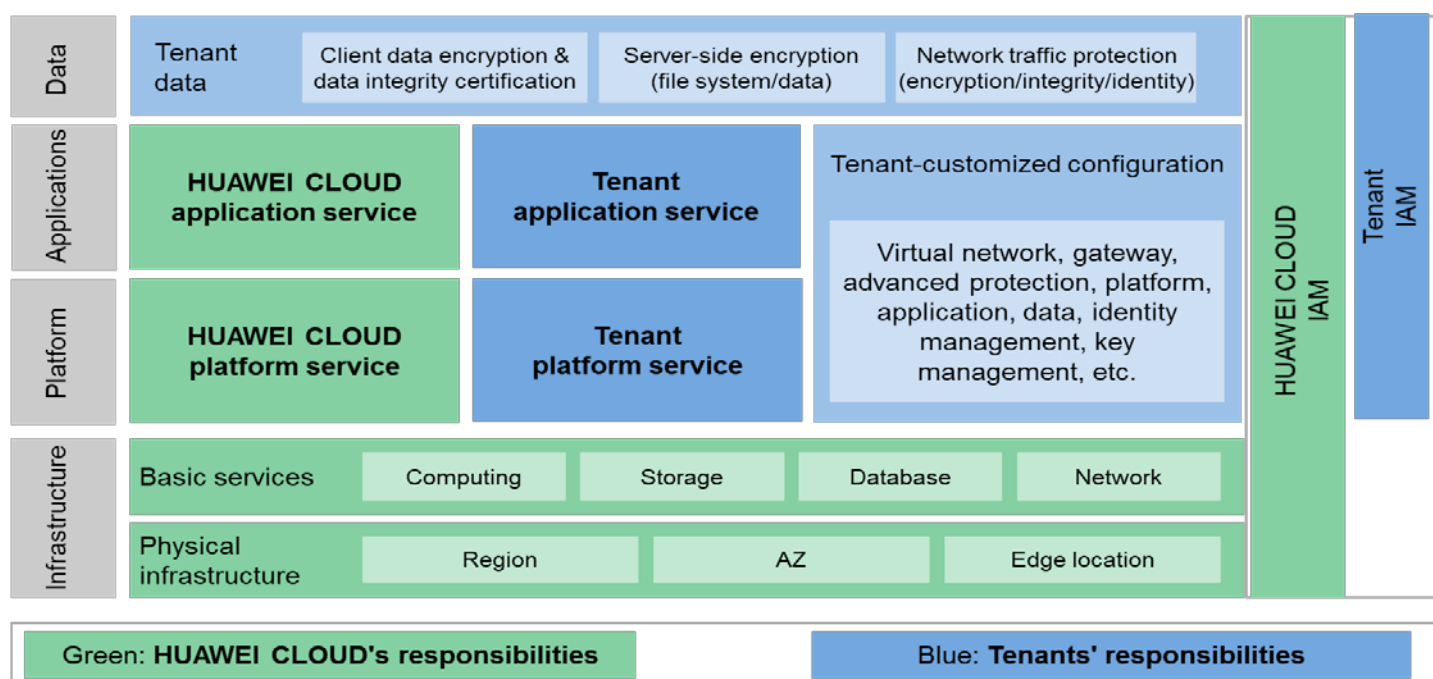 Data
Tenant
data
Client data encryption &
data integrity certification
Server-side encryption
(file system/data)
Network traffic protection
(encryption/integrity/identity)
Applications
HUAWEI CLOUD
application service
Tenant
application service
Tenant-customized configuration
Virtual network, gateway,
advanced protection, platform,
application, data, identity
management, key
management, etc.
Platform
HUAWEI CLOUD
platform service
Tenant
platform service
HUAWEI CLOUD
IAM
Tenant
IAM
Infrastructure
Basic services
Computing
Storage
Database
Network
Physical
infrastructure
Region
AZ
Edge location
Green: HUAWEI CLOUD's responsibilities
Blue: Tenants' responsibilities